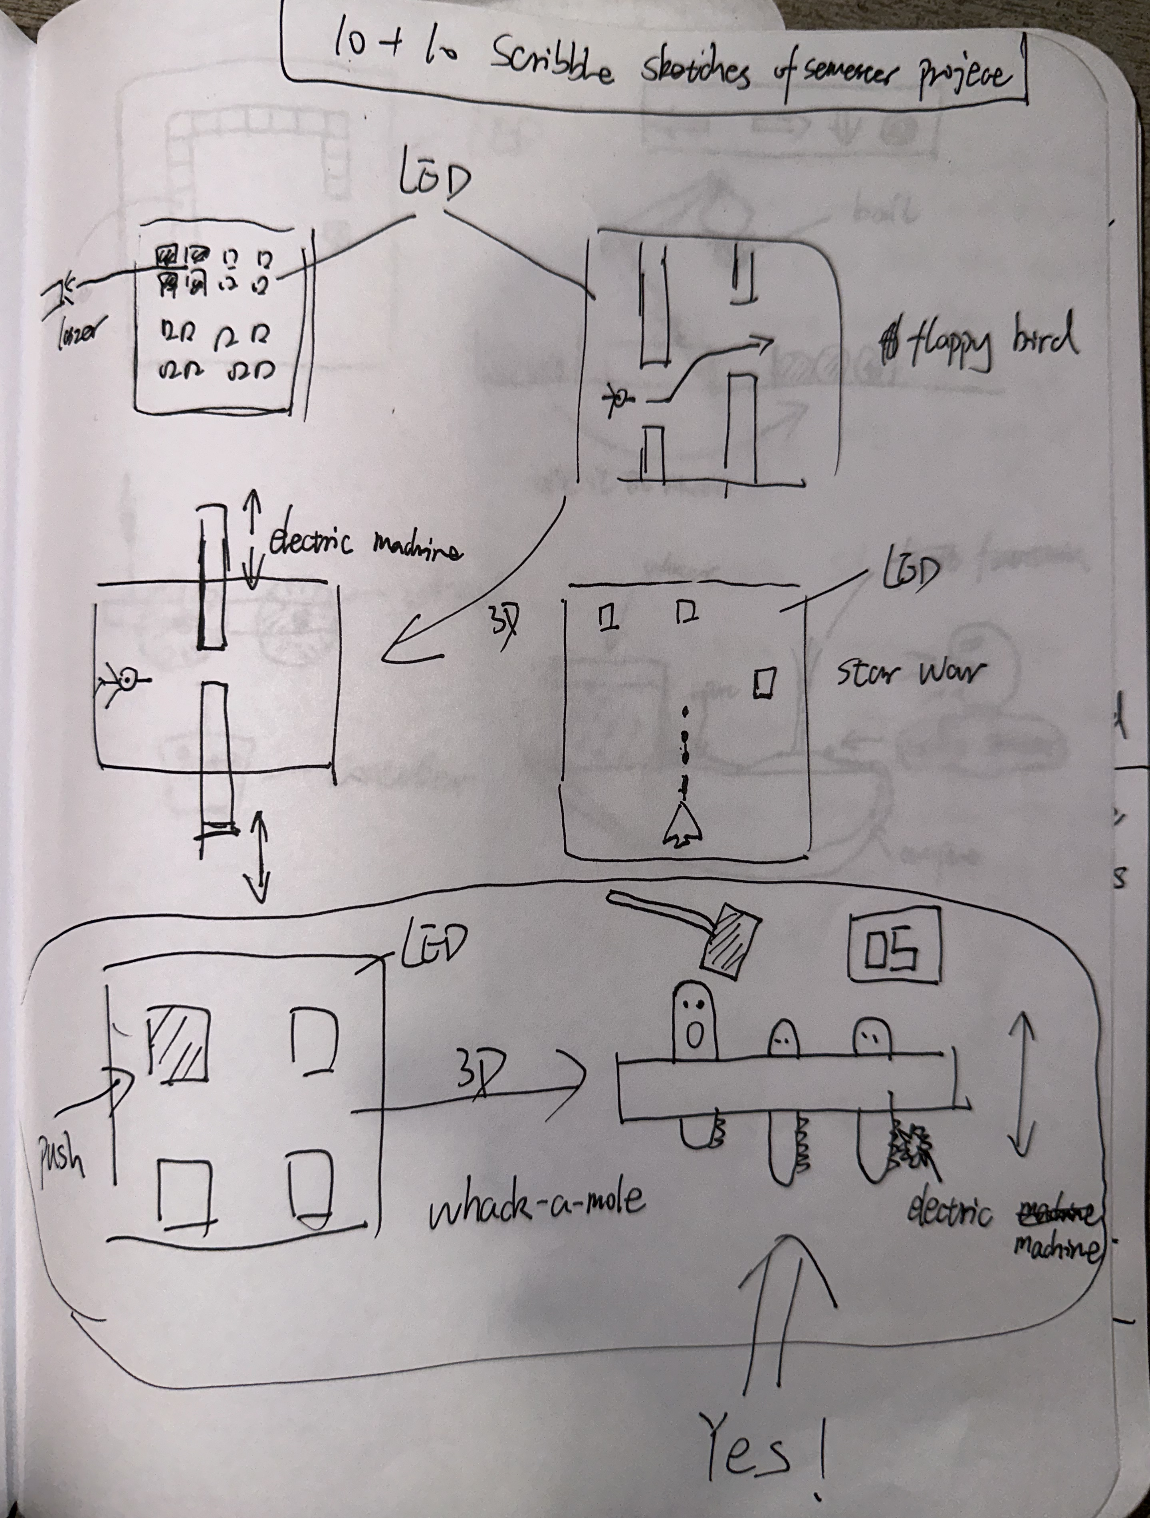 10 + 10 Scribble sketches of semester project
LED
lazer
flappy bird
electric machine
3D
LED
star war
LED
05
3D
push
whack-a-mole
electric
machine
Yes!